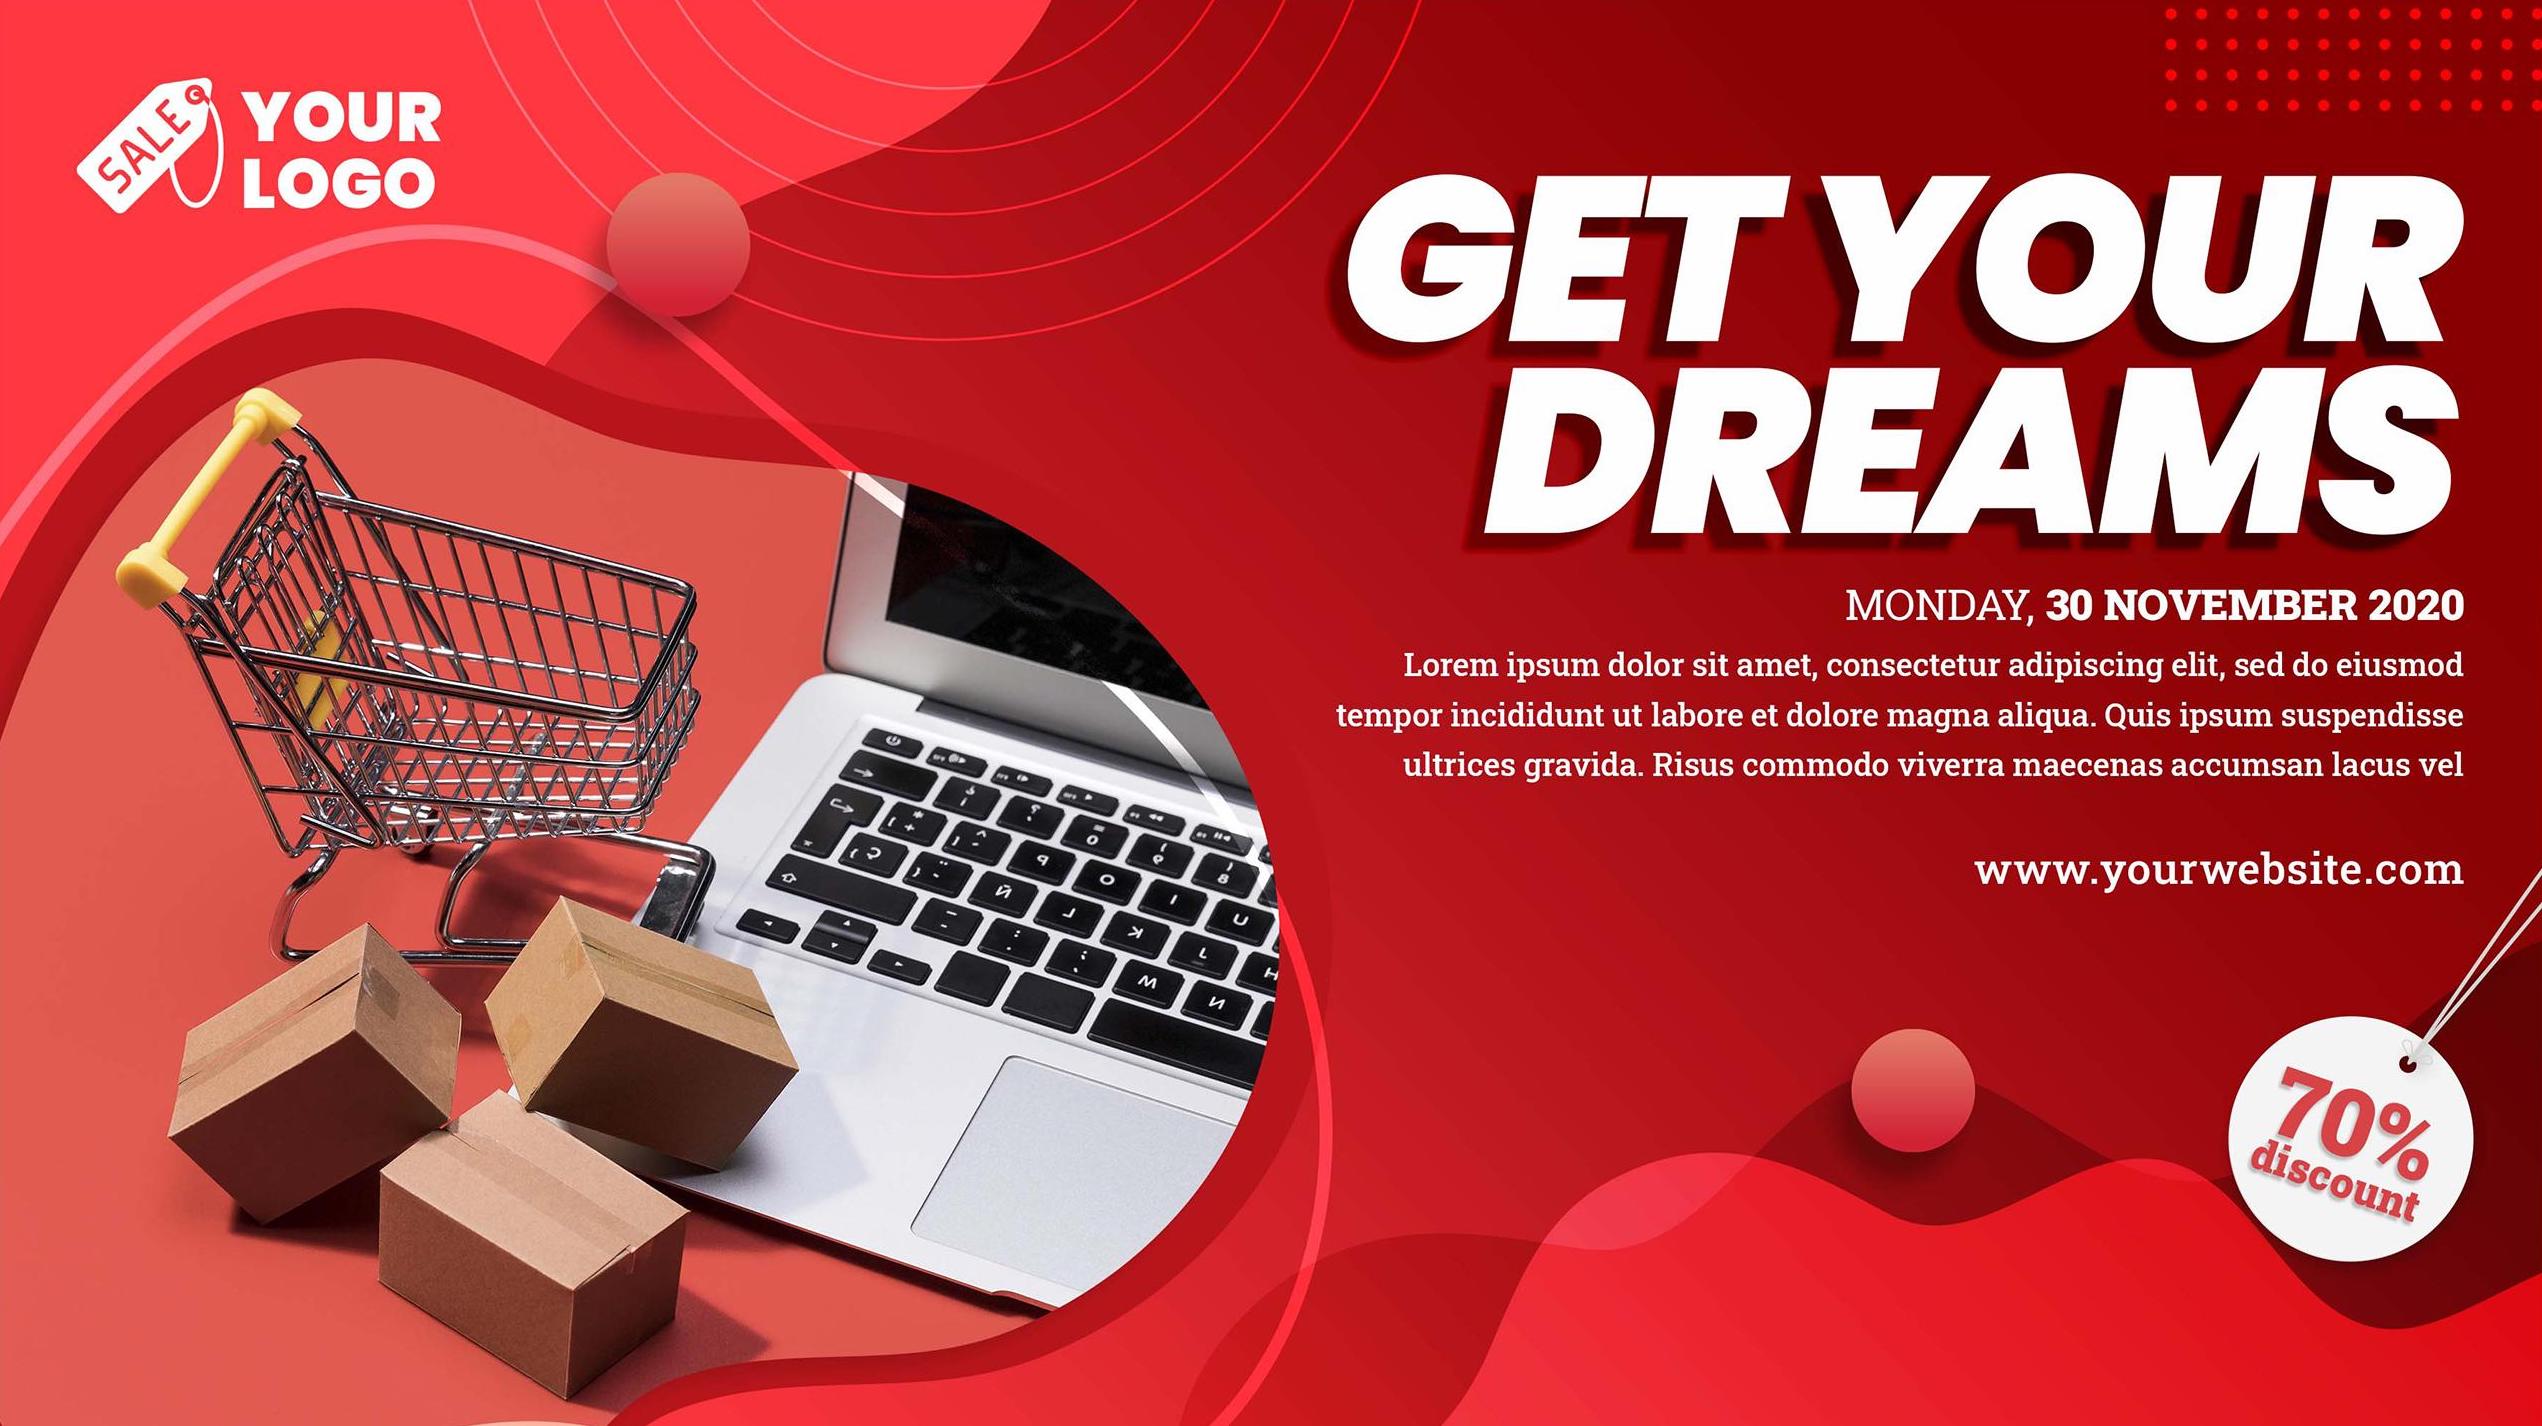 SALE
YOUR
LOGO
GET YOUR
DREAMS
MONDAY, 30 NOVEMBER 2020
Lorem ipsum dolor sit amet, consectetur adipiscing elit, sed do eiusmod
tempor incididunt ut labore et dolore magna aliqua. Quis ipsum suspendisse
ultrices gravida. Risus commodo viverra maecenas accumsan lacus vel
www.yourwebsite.com
70%
discount